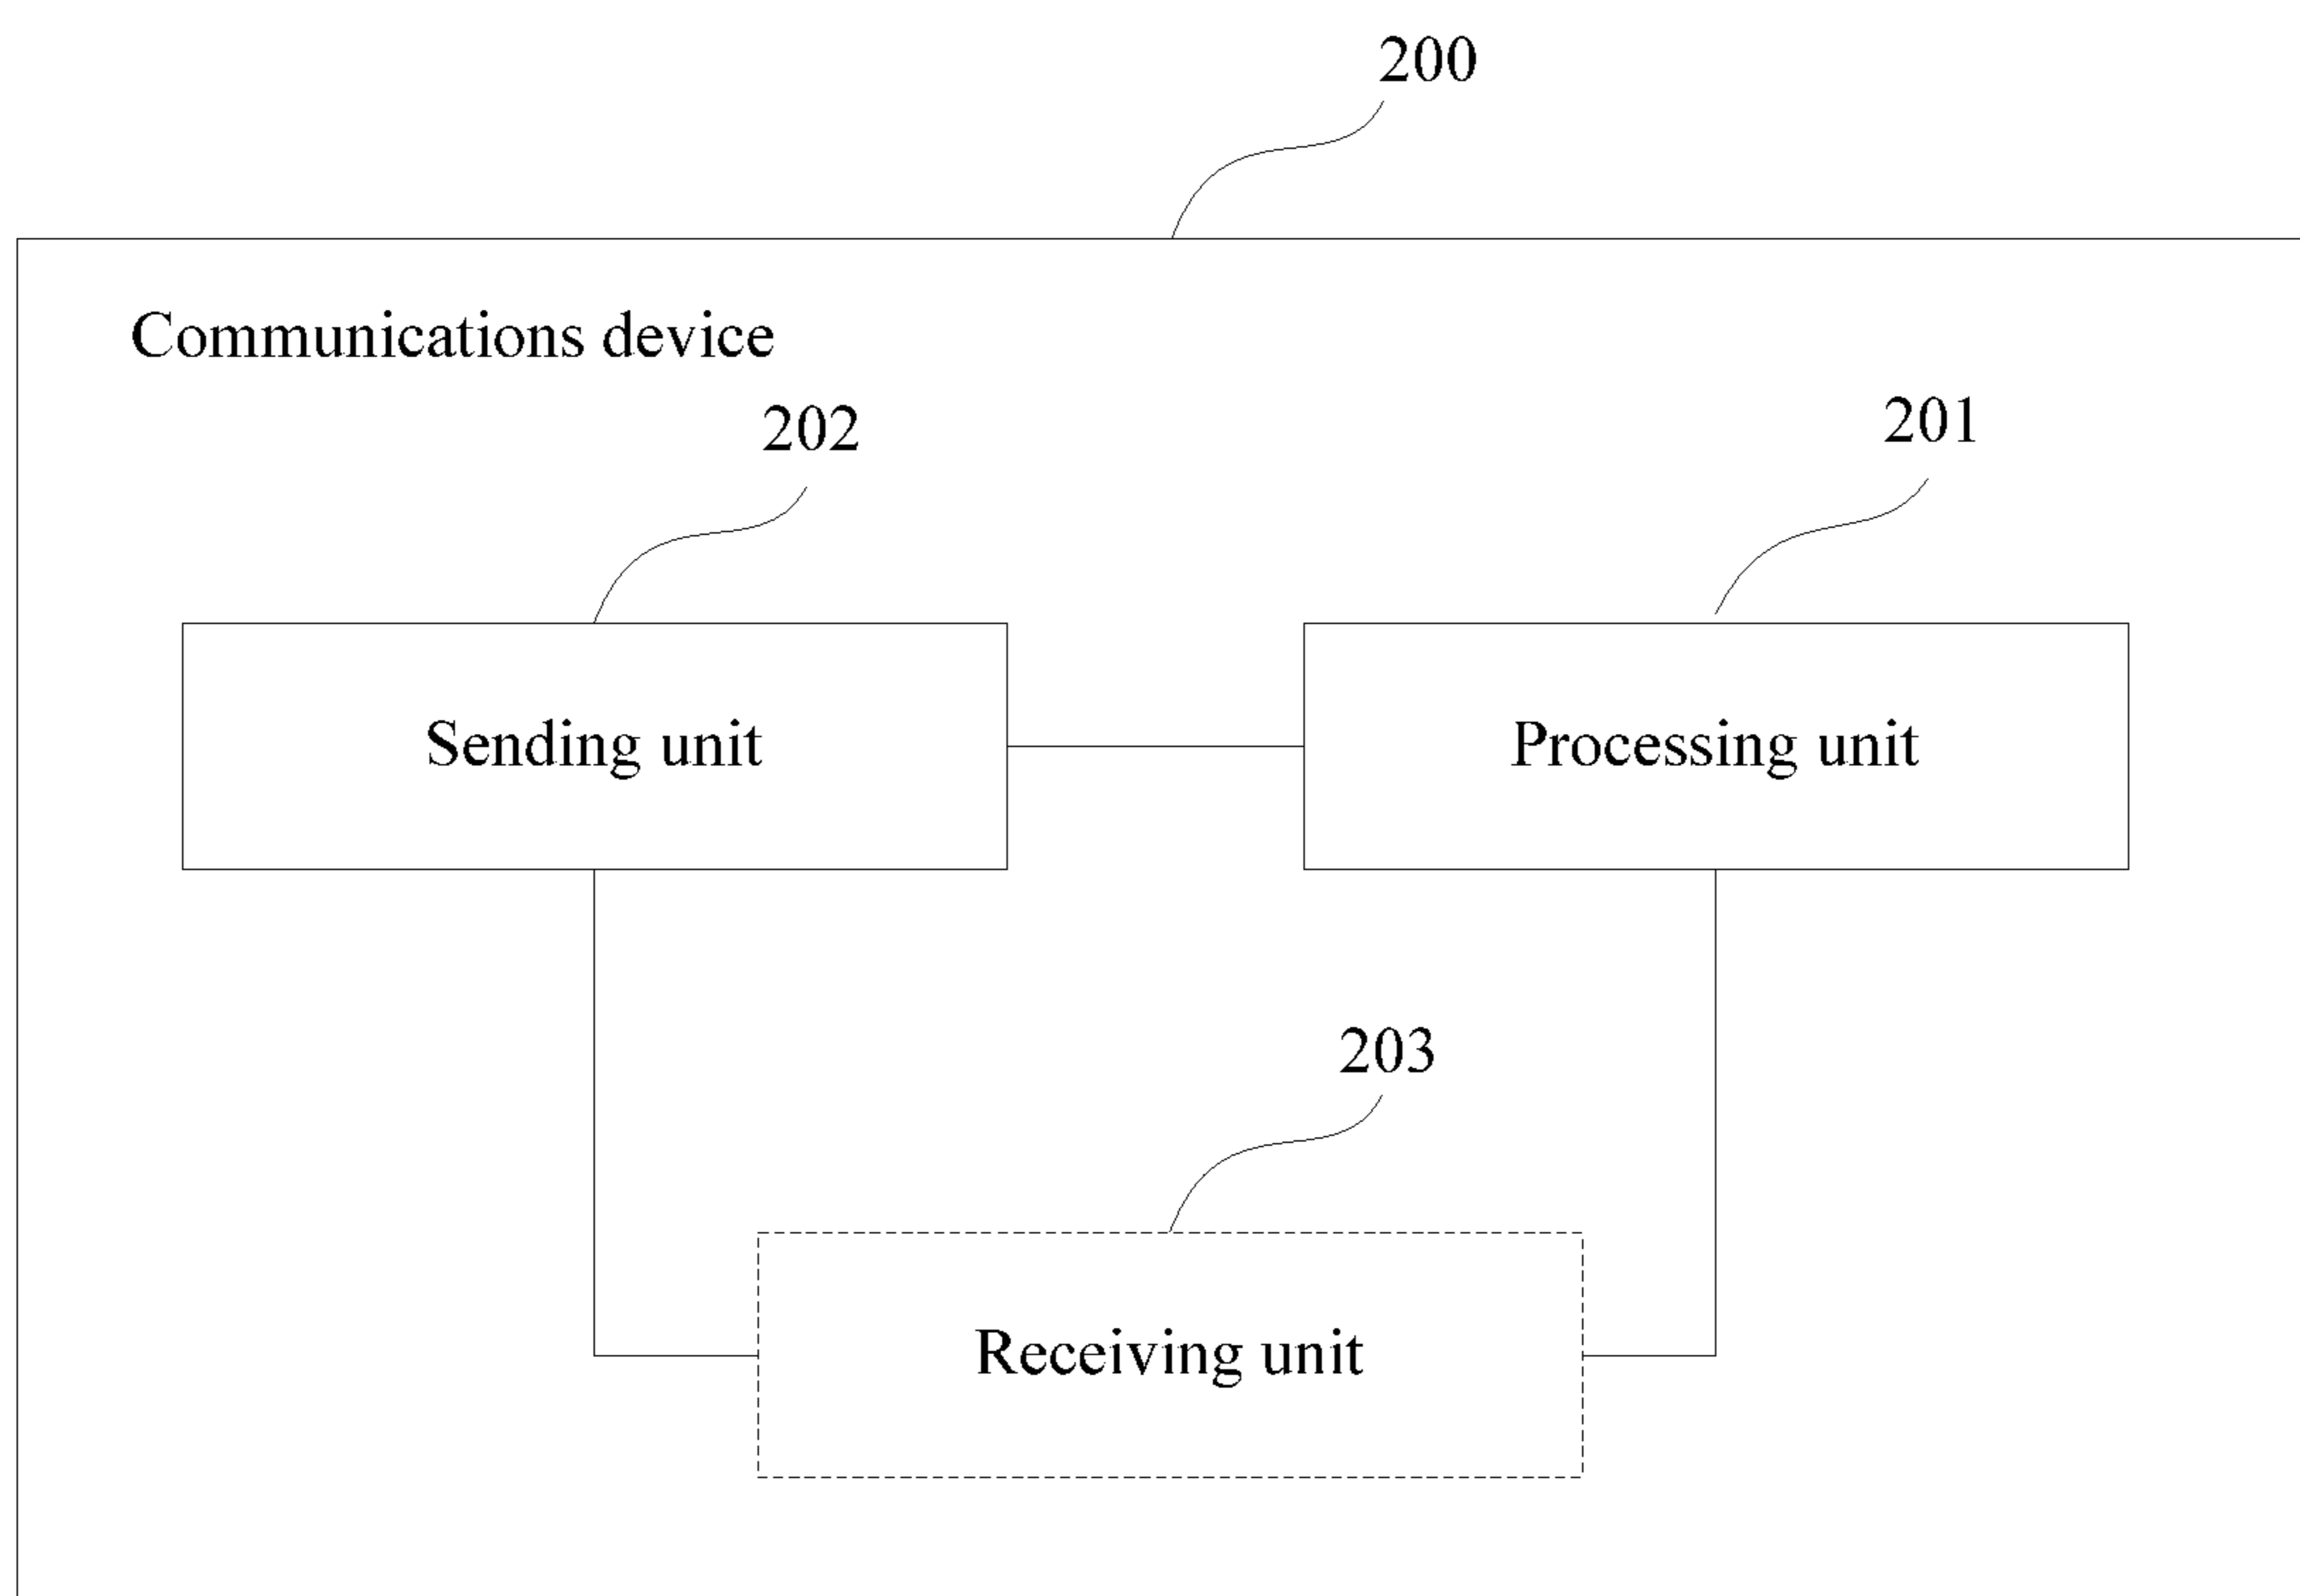 200
Communications device
202
201
Sending unit
Processing unit
203
Receiving unit